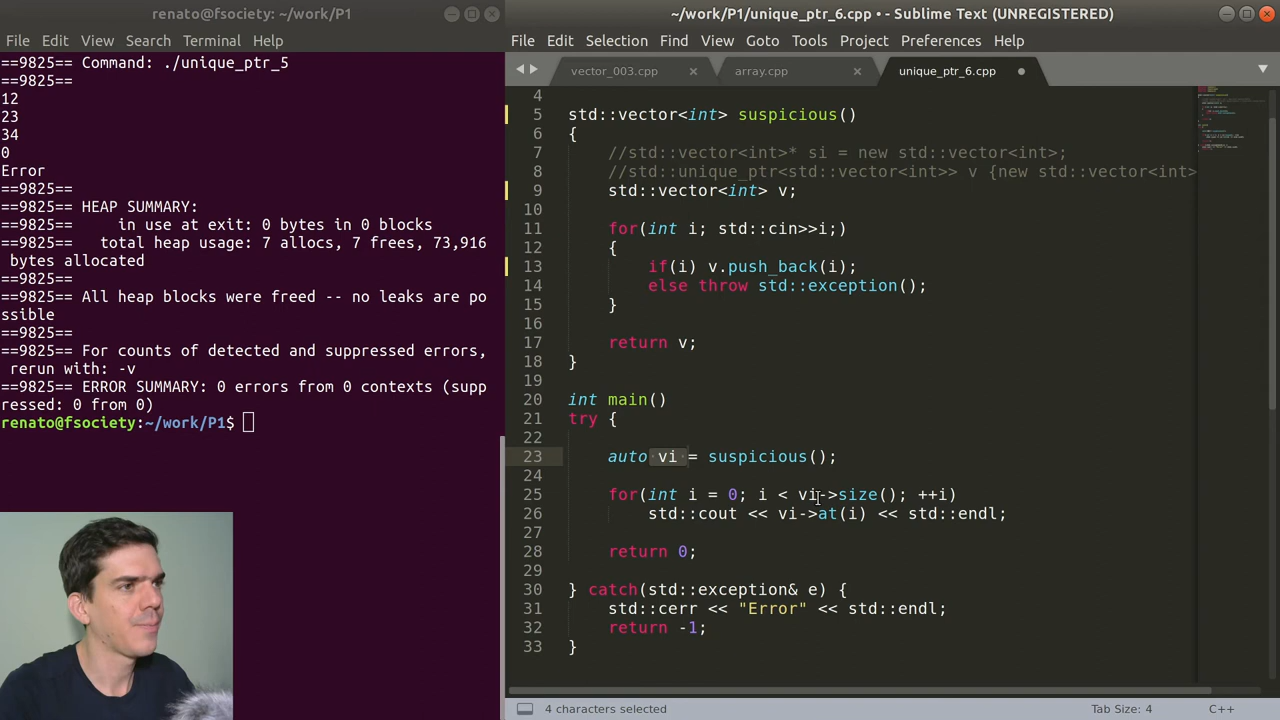 renato@fsociety: ~/work/P1
File Edit View Search Terminal Help
==9825== Command: ./unique_ptr_5
==9825==
12
23
34
0
Error
==9825==
==9825== HEAP SUMMARY:
==9825==     in use at exit: 0 bytes in 0 blocks
==9825==   total heap usage: 7 allocs, 7 frees, 73,916
 bytes allocated
==9825==
==9825== All heap blocks were freed -- no leaks are po
ssible
==9825==
==9825== For counts of detected and suppressed errors,
 rerun with: -v
==9825== ERROR SUMMARY: 0 errors from 0 contexts (supp
ressed: 0 from 0)
renato@fsociety:~/work/P1$
~/work/P1/unique_ptr_6.cpp • - Sublime Text (UNREGISTERED)
File Edit Selection Find View Goto Tools Project Preferences Help
vector_003.cpp × array.cpp × unique_ptr_6.cpp
4
5 std::vector<int> suspicious()
6 {
7     //std::vector<int>* si = new std::vector<int>;
8     //std::unique_ptr<std::vector<int>> v {new std::vector<int>
9     std::vector<int> v;
10
11     for(int i; std::cin>>i;)
12     {
13         if(i) v.push_back(i);
14         else throw std::exception();
15     }
16
17     return v;
18 }
19
20 int main()
21 try {
22
23     auto vi = suspicious();
24
25     for(int i = 0; i < vi->size(); ++i)
26         std::cout << vi->at(i) << std::endl;
27
28     return 0;
29
30 } catch(std::exception& e) {
31     std::cerr << "Error" << std::endl;
32     return -1;
33 }
4 characters selected Tab Size: 4 C++